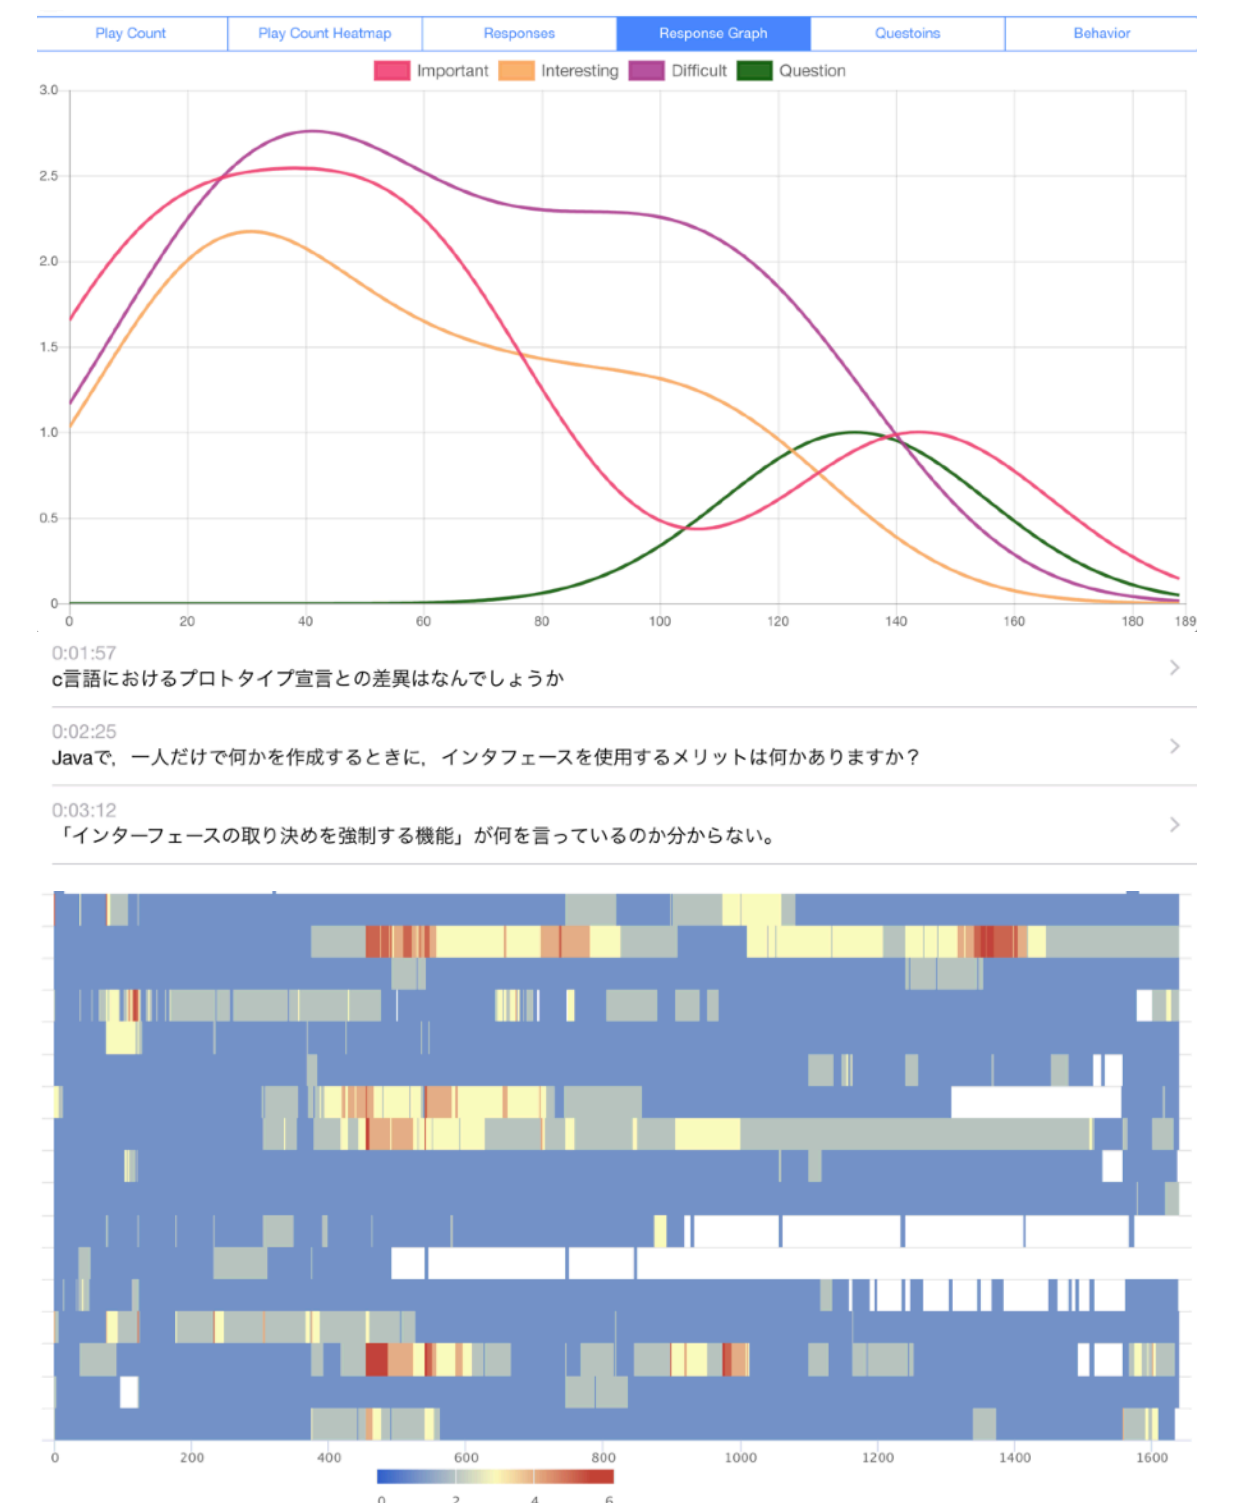 Play Count Play Count Heatmap Responses Response Graph Questoins Behavior
Important Interesting Difficult Question
3.0
2.5
2.0
1.5
1.0
0.5
0
0 20 40 60 80 100 120 140 160 180 189
0:01:57
c言語におけるプロトタイプ宣言との差異はなんでしょうか
0:02:25
Javaで，一人だけで何かを作成するときに，インタフェースを使用するメリットは何かありますか？
0:03:12
「インターフェースの取り決めを強制する機能」が何を言っているのか分からない。
0 200 400 600 800 1000 1200 1400 1600
0 2 4 6